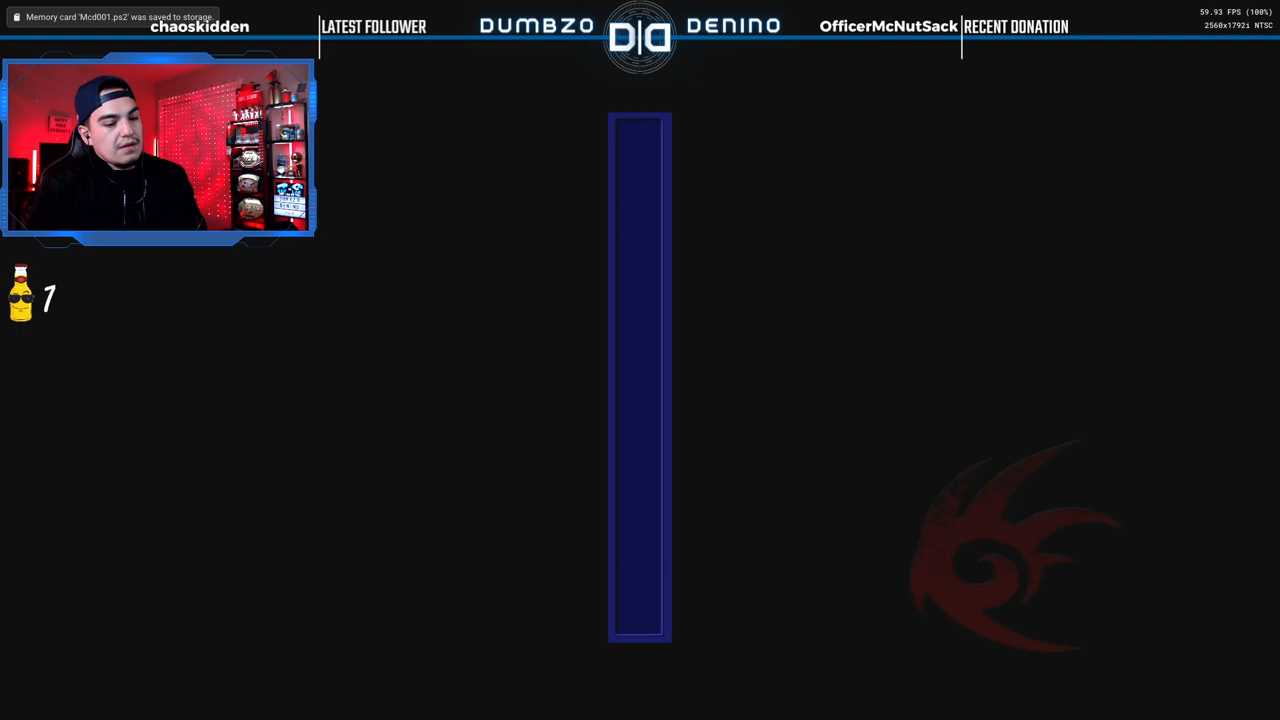 Memory card 'Mcd001.ps2' was saved to storage.
chaoskidden
LATEST FOLLOWER
DUMBZO
D|D
DENINO
OfficerMcNutSack
RECENT DONATION
59.93 FPS (100%)
2560x1792i NTSC
7